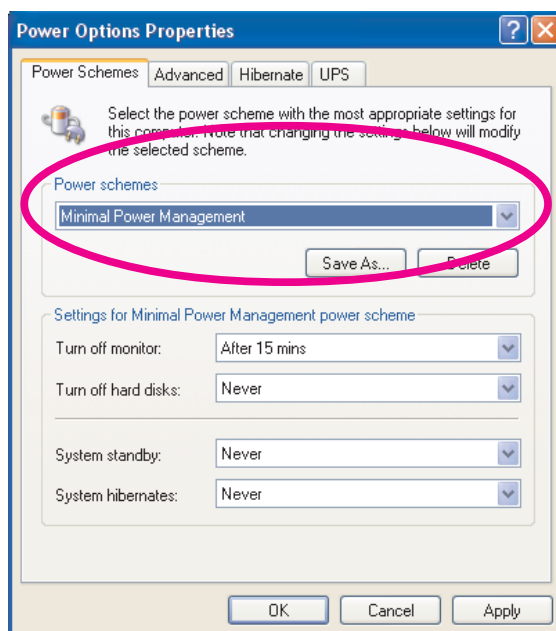 Power Options Properties
Power Schemes Advanced Hibernate UPS
Select the power scheme with the most appropriate settings for
this computer. Note that changing the settings below will modify
the selected scheme.
Power schemes
Minimal Power Management
Save As... Delete
Settings for Minimal Power Management power scheme
Turn off monitor: After 15 mins
Turn off hard disks: Never
System standby: Never
System hibernates: Never
OK Cancel Apply